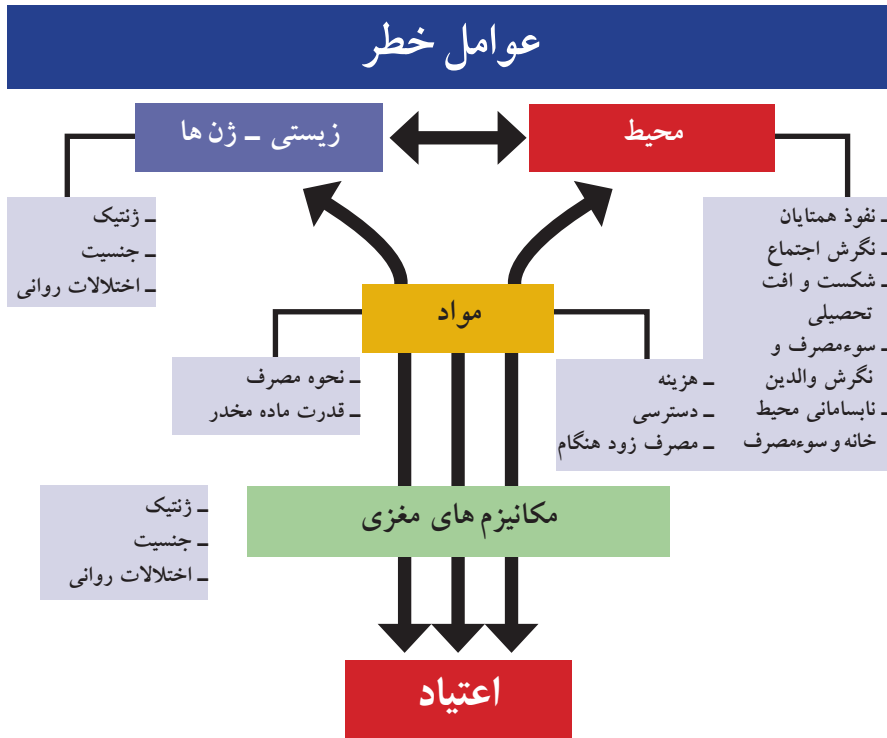 عوامل خطر
محیط
زیستی ـ ژن ها
ـ نفوذ همتایان
ـ نگرش اجتماع
ـ شکست و افت
تحصیلی
ـ سوءمصرف و
نگرش والدین
ـ نابسامانی محیط
خانه و سوءمصرف
ـ ژنتیک
ـ جنسیت
ـ اختلالات روانی
مواد
ـ هزینه
ـ دسترسی
ـ مصرف زود هنگام
ـ نحوه مصرف
ـ قدرت ماده مخدر
مکانیزم های مغزی
ـ ژنتیک
ـ جنسیت
ـ اختلالات روانی
اعتیاد